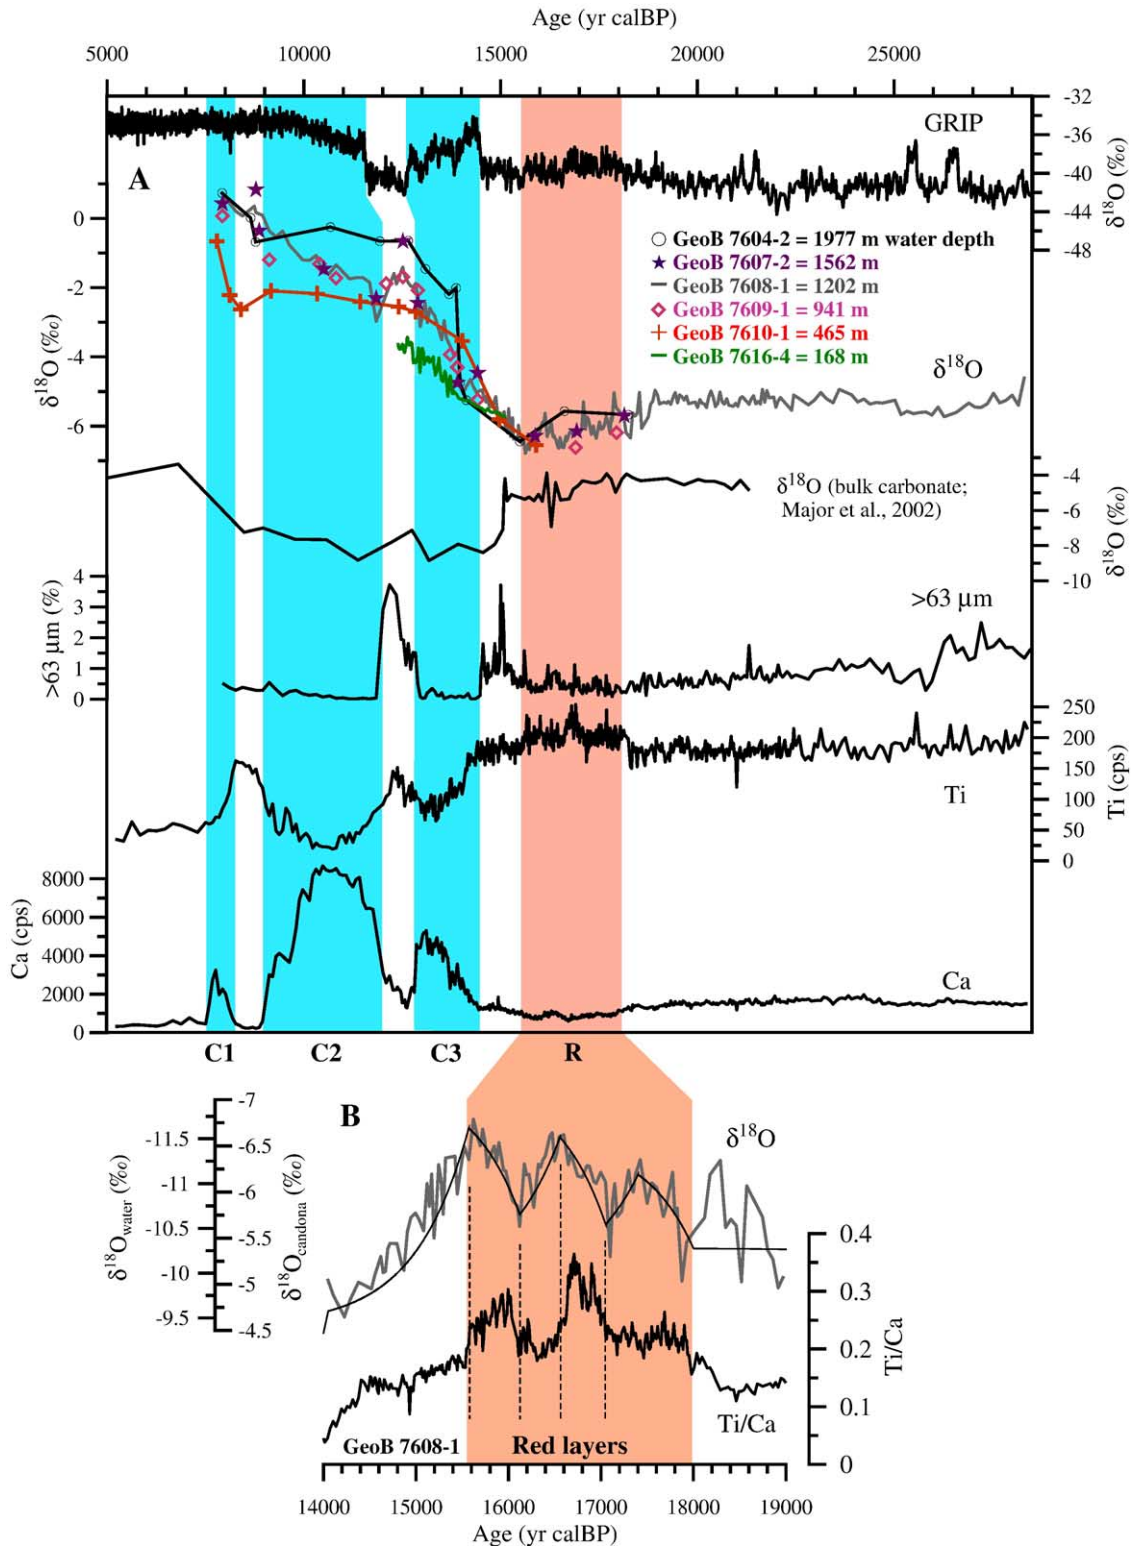 Age (yr calBP)
5000 10000 15000 20000 25000
-32
-36
-40
-44
-48
δ¹⁸O (‰)
GRIP
A
0
-2
-4
-6
δ¹⁸O (‰)
GeoB 7604-2 = 1977 m water depth
GeoB 7607-2 = 1562 m
GeoB 7608-1 = 1202 m
GeoB 7609-1 = 941 m
GeoB 7610-1 = 465 m
GeoB 7616-4 = 168 m
δ¹⁸O
δ¹⁸O (bulk carbonate;
Major et al., 2002)
-4
-6
-8
-10
δ¹⁸O (‰)
4
3
2
1
0
>63 μm (%)
>63 μm
250
200
150
100
50
0
Ti (cps)
Ti
8000
6000
4000
2000
0
Ca (cps)
Ca
C1 C2 C3 R
B
-11.5
-11
-10.5
-10
-9.5
δ¹⁸Owater (‰)
-7
-6.5
-6
-5.5
-5
-4.5
δ¹⁸Ocandona (‰)
δ¹⁸O
0.4
0.3
0.2
0.1
0
Ti/Ca
Ti/Ca
GeoB 7608-1 Red layers
14000 15000 16000 17000 18000 19000
Age (yr calBP)